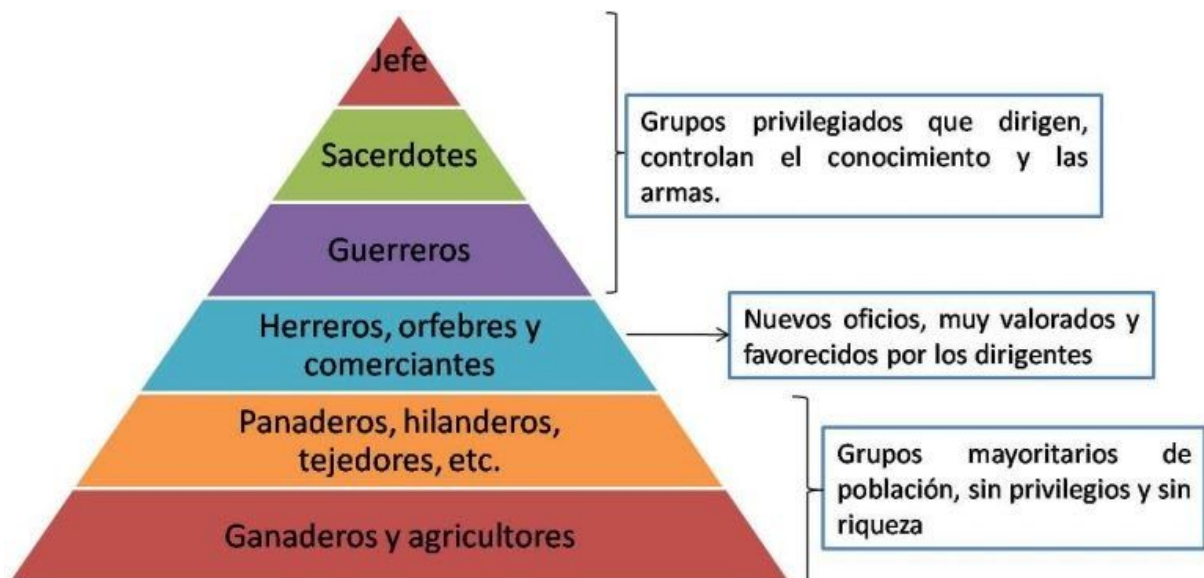 Jefe
Sacerdotes
Guerreros
Herreros, orfebres y
comerciantes
Panaderos, hilanderos,
tejedores, etc.
Ganaderos y agricultores
Grupos privilegiados que dirigen,
controlan el conocimiento y las
armas.
Nuevos oficios, muy valorados y
favorecidos por los dirigentes
Grupos mayoritarios de
población, sin privilegios y sin
riqueza